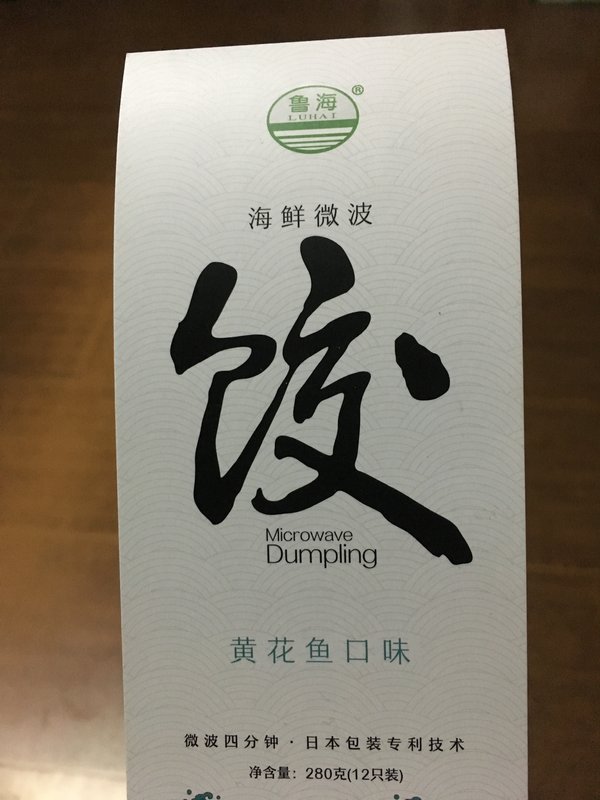 鲁海®
LUHAI
海鲜微波
饺
Microwave
Dumpling
黄花鱼口味
微波四分钟·日本包装专利技术
净含量：280克(12只装)